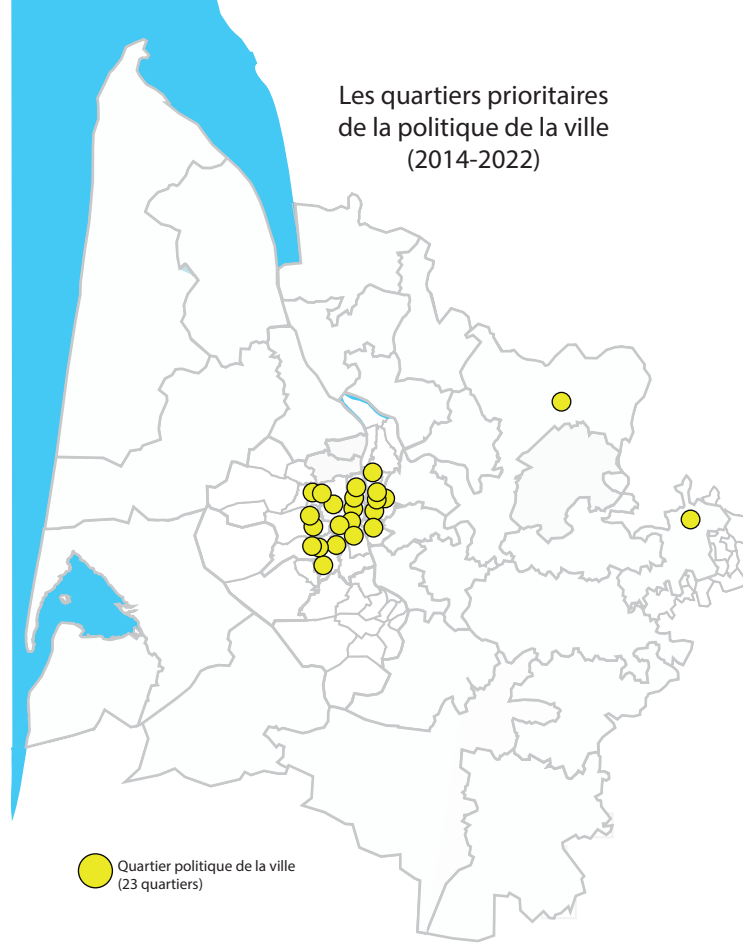 Les quartiers prioritaires
de la politique de la ville
(2014-2022)
Quartier politique de la ville
(23 quartiers)